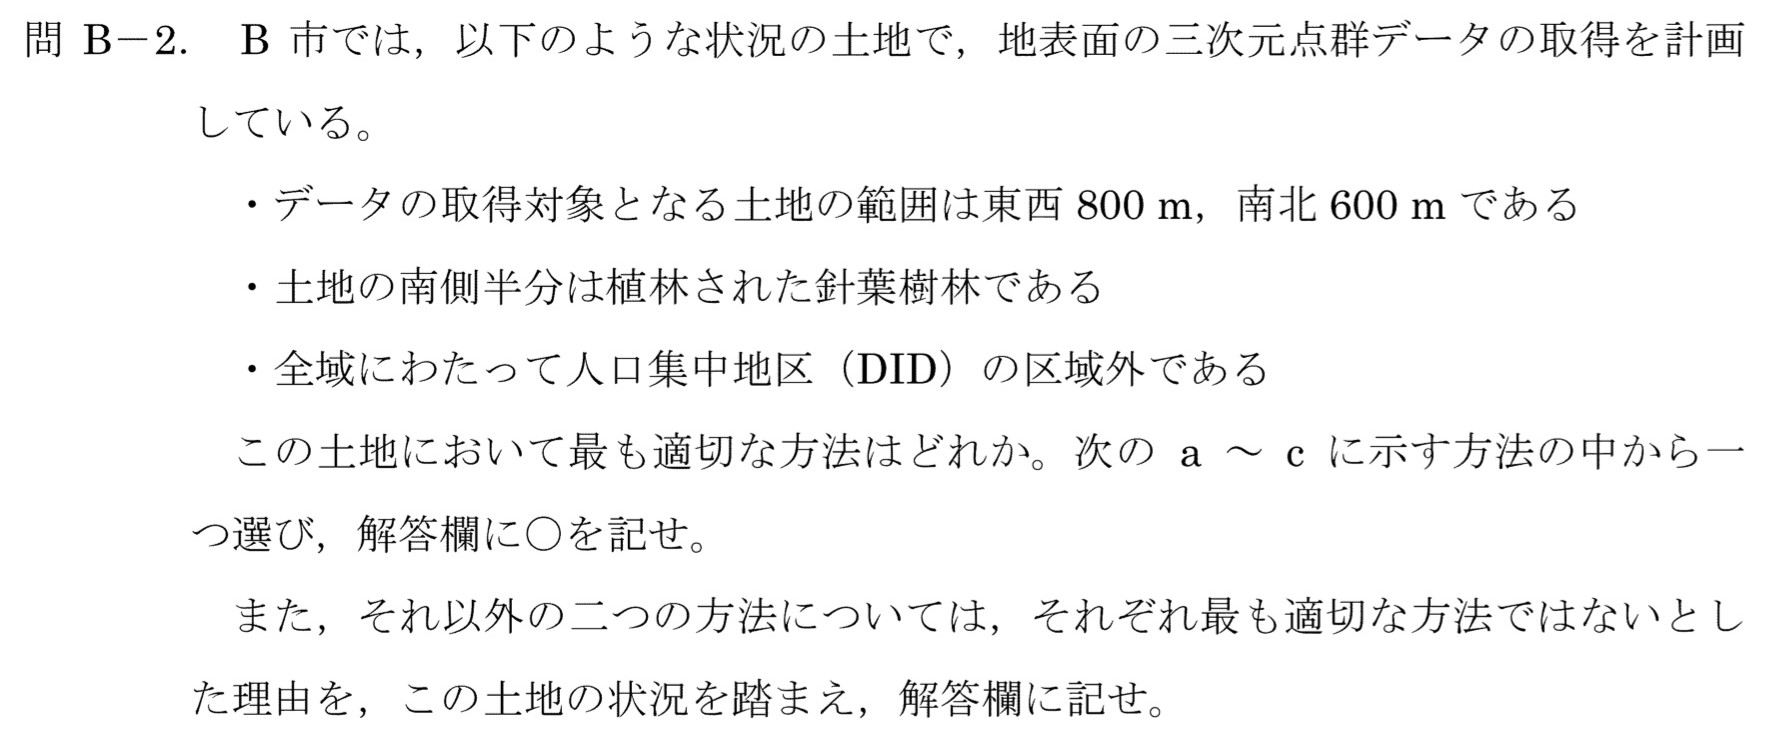 問 B－2. B 市では，以下のような状況の土地で，地表面の三次元点群データの取得を計画
している。
・データの取得対象となる土地の範囲は東西 800 m，南北 600 m である
・土地の南側半分は植林された針葉樹林である
・全域にわたって人口集中地区（DID）の区域外である
この土地において最も適切な方法はどれか。次の a ～ c に示す方法の中から一
つ選び，解答欄に○を記せ。
また，それ以外の二つの方法については，それぞれ最も適切な方法ではないとし
た理由を，この土地の状況を踏まえ，解答欄に記せ。